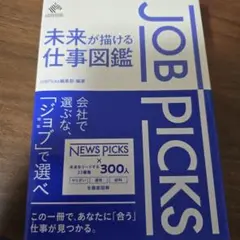 JOB PICKS
未来が描ける
仕事図鑑
JobPicks編集部・編著
会社で
選ぶな、
「ジョブ」で選べ
NEWS PICKS
×
300人
この一冊で、あなたに「合う」
仕事が見つかる。